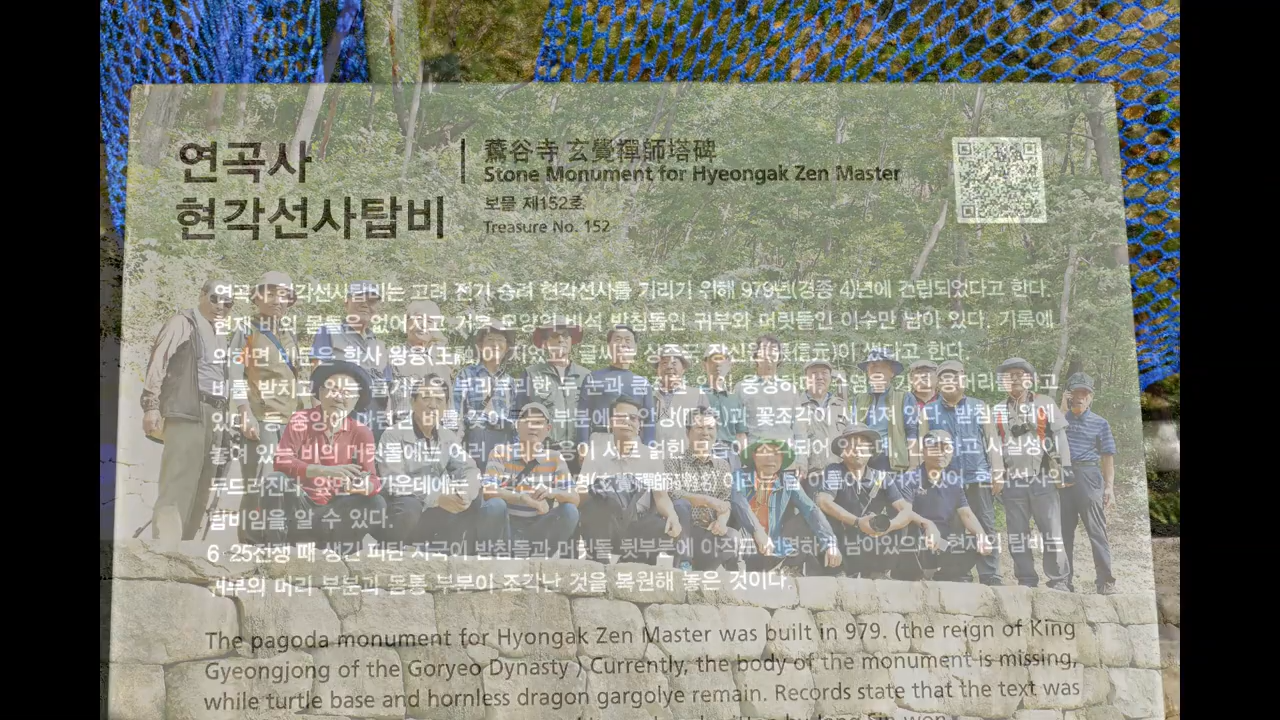 연곡사
현각선사탑비
鷰谷寺 玄覺禪師塔碑
Stone Monument for Hyeongak Zen Master
보물 제152호
Treasure No. 152
연곡사 현각선사탑비는 고려 전기 승려 현각선사를 기리기 위해 979년(경종 4)년에 건립되었다고 한다.
현재 비의 몸돌은 없어지고 거북 모양의 비석 받침돌인 귀부와 머릿돌인 이수만 남아 있다. 기록에
의하면 비문은 학사 왕융(王融)이 지었고, 글씨는 상주국 장신원(張信元)이 썼다고 한다.
비를 받치고 있는 돌거북은 부리부리한 두 눈과 큼직한 입이 웅장하며, 수염을 가진 용머리를 하고
있다. 등 중앙에 마련된 비를 꽂아 부분에는 안상(眼象)과 꽃조각이 새겨져 있다. 받침돌 위에
놓여 있는 비의 머릿돌에는 여러 마리의 용이 서로 얽힌 모습이 되어 있는데, 간결하고 사실성이
두드러진다. 앞면의 가운데에는 '현각선사비명(玄覺禪師碑銘)'이라는 비의 이름이 새겨져 있어 현각선사의
탑비임을 알 수 있다.
6·25전쟁 때 생긴 피탄 자국이 받침돌과 머릿돌 뒷부분에 아직도 선명하게 남아있으며, 현재의 탑비는
귀부의 머리 부분과 몸통 부분이 조각난 것을 복원해 놓은 것이다.
The pagoda monument for Hyongak Zen Master was built in 979. (the reign of King
Gyeongjong of the Goryeo Dynasty ) Currently, the body of the monument is missing,
while turtle base and hornless dragon gargolye remain. Records state that the text was